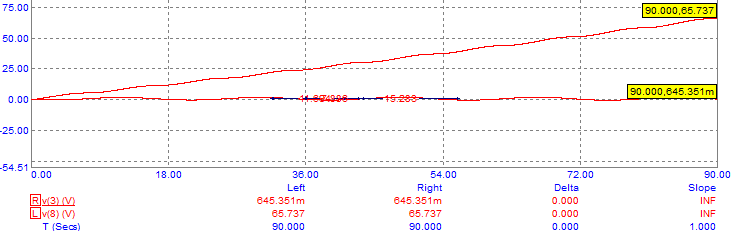 75.00
90.000,65.737
50.00
25.00
90.000,645.351m
0.00
15.283
-25.00
-54.51
0.00 18.00 36.00 54.00 72.00 90.00
Left Right Delta Slope
R v(3) (V) 645.351m 645.351m 0.000 INF
L v(8) (V) 65.737 65.737 0.000 INF
T (Secs) 90.000 90.000 0.000 1.000